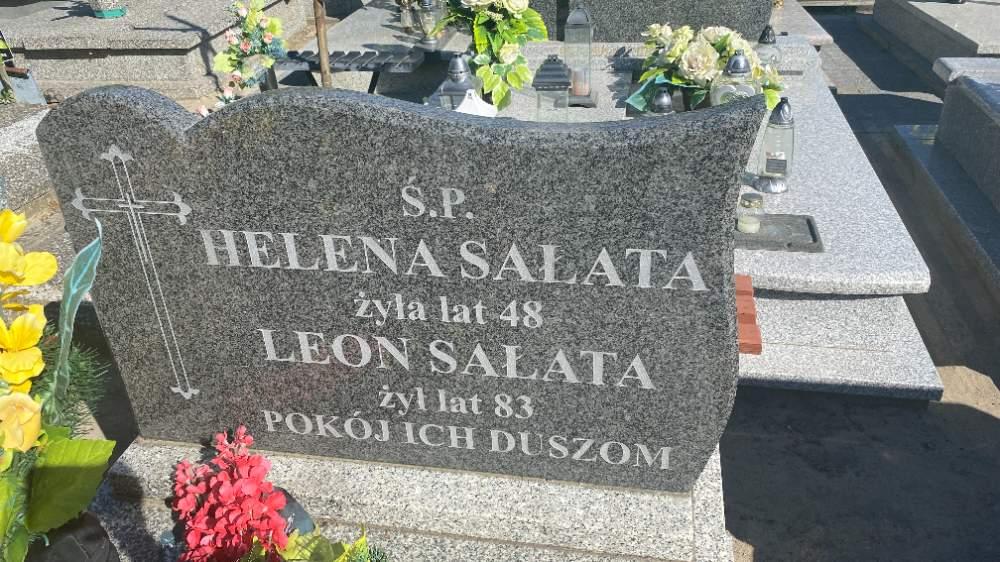 Ś.P.
HELENA SAŁATA
żyła lat 48
LEON SAŁATA
żył lat 83
POKÓJ ICH DUSZOM